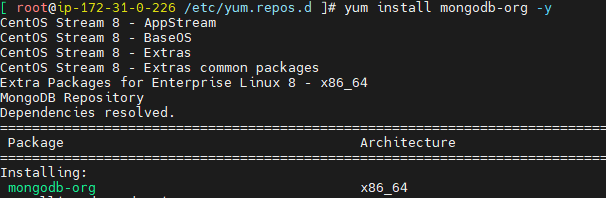 [ root@ip-172-31-0-226 /etc/yum.repos.d ]# yum install mongodb-org -y
CentOS Stream 8 - AppStream
CentOS Stream 8 - BaseOS
CentOS Stream 8 - Extras
CentOS Stream 8 - Extras common packages
Extra Packages for Enterprise Linux 8 - x86_64
MongoDB Repository
Dependencies resolved.
================================================================================
Package Architecture
================================================================================
Installing:
mongodb-org x86_64